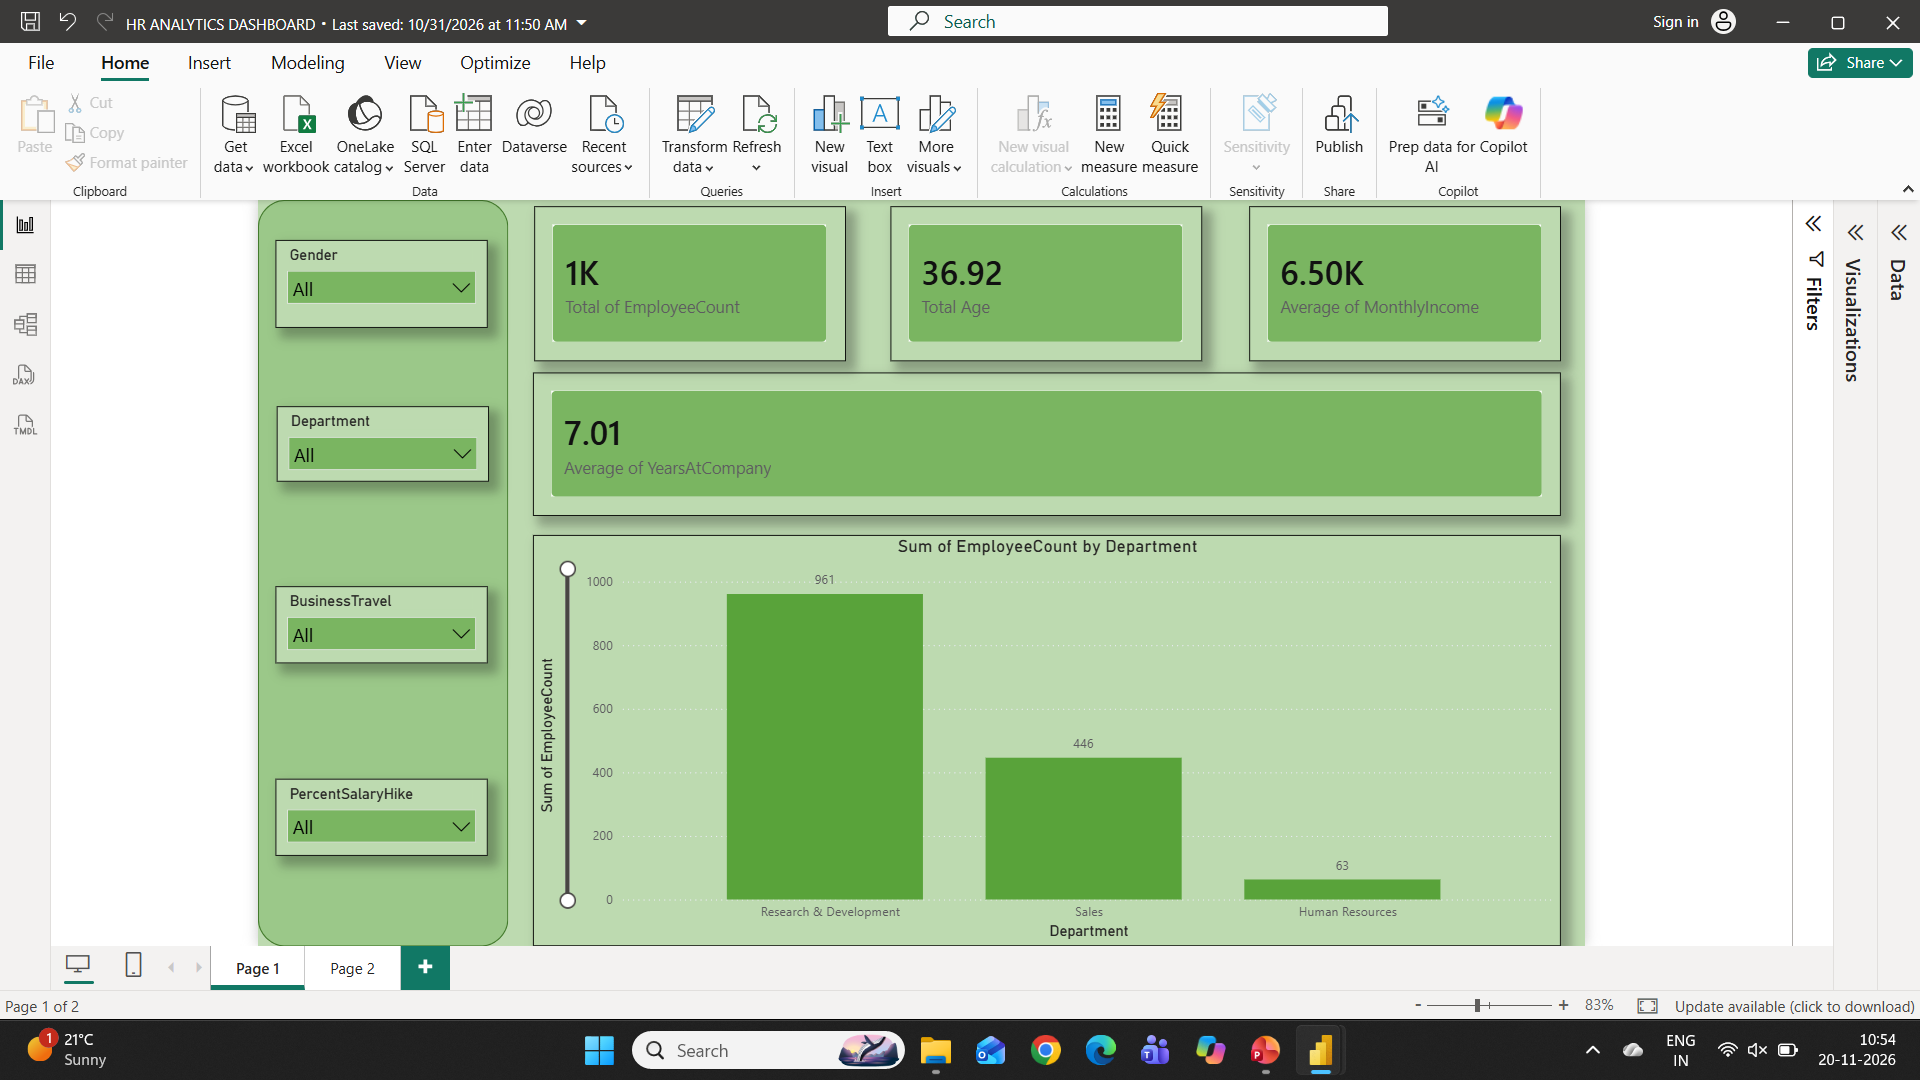 HR ANALYTICS DASHBOARD • Last saved: 10/31/2026 at 11:50 AM
Search
Sign in
File Home Insert Modeling View Optimize Help
Share
Paste
Cut
Copy
Format painter
Clipboard
Get data
Excel workbook
OneLake catalog
SQL Server
Enter data
Dataverse
Recent sources
Data
Transform data
Refresh
Queries
New visual
Text box
More visuals
Insert
New visual calculation
New measure
Quick measure
Calculations
Sensitivity
Sensitivity
Publish
Share
Prep data for AI
Copilot
Copilot
DAX
TMDL
Gender
All
Department
All
BusinessTravel
All
PercentSalaryHike
All
1K
Total of EmployeeCount
36.92
Total Age
6.50K
Average of MonthlyIncome
7.01
Average of YearsAtCompany
Sum of EmployeeCount by Department
Sum of EmployeeCount
1000
800
600
400
200
0
961
446
63
Research & Development
Sales
Human Resources
Department
Filters
Visualizations
Data
Page 1
Page 2
+
Page 1 of 2
- + 83%
Update available (click to download)
1
21°C
Sunny
Search
ENG
IN
10:54
20-11-2026